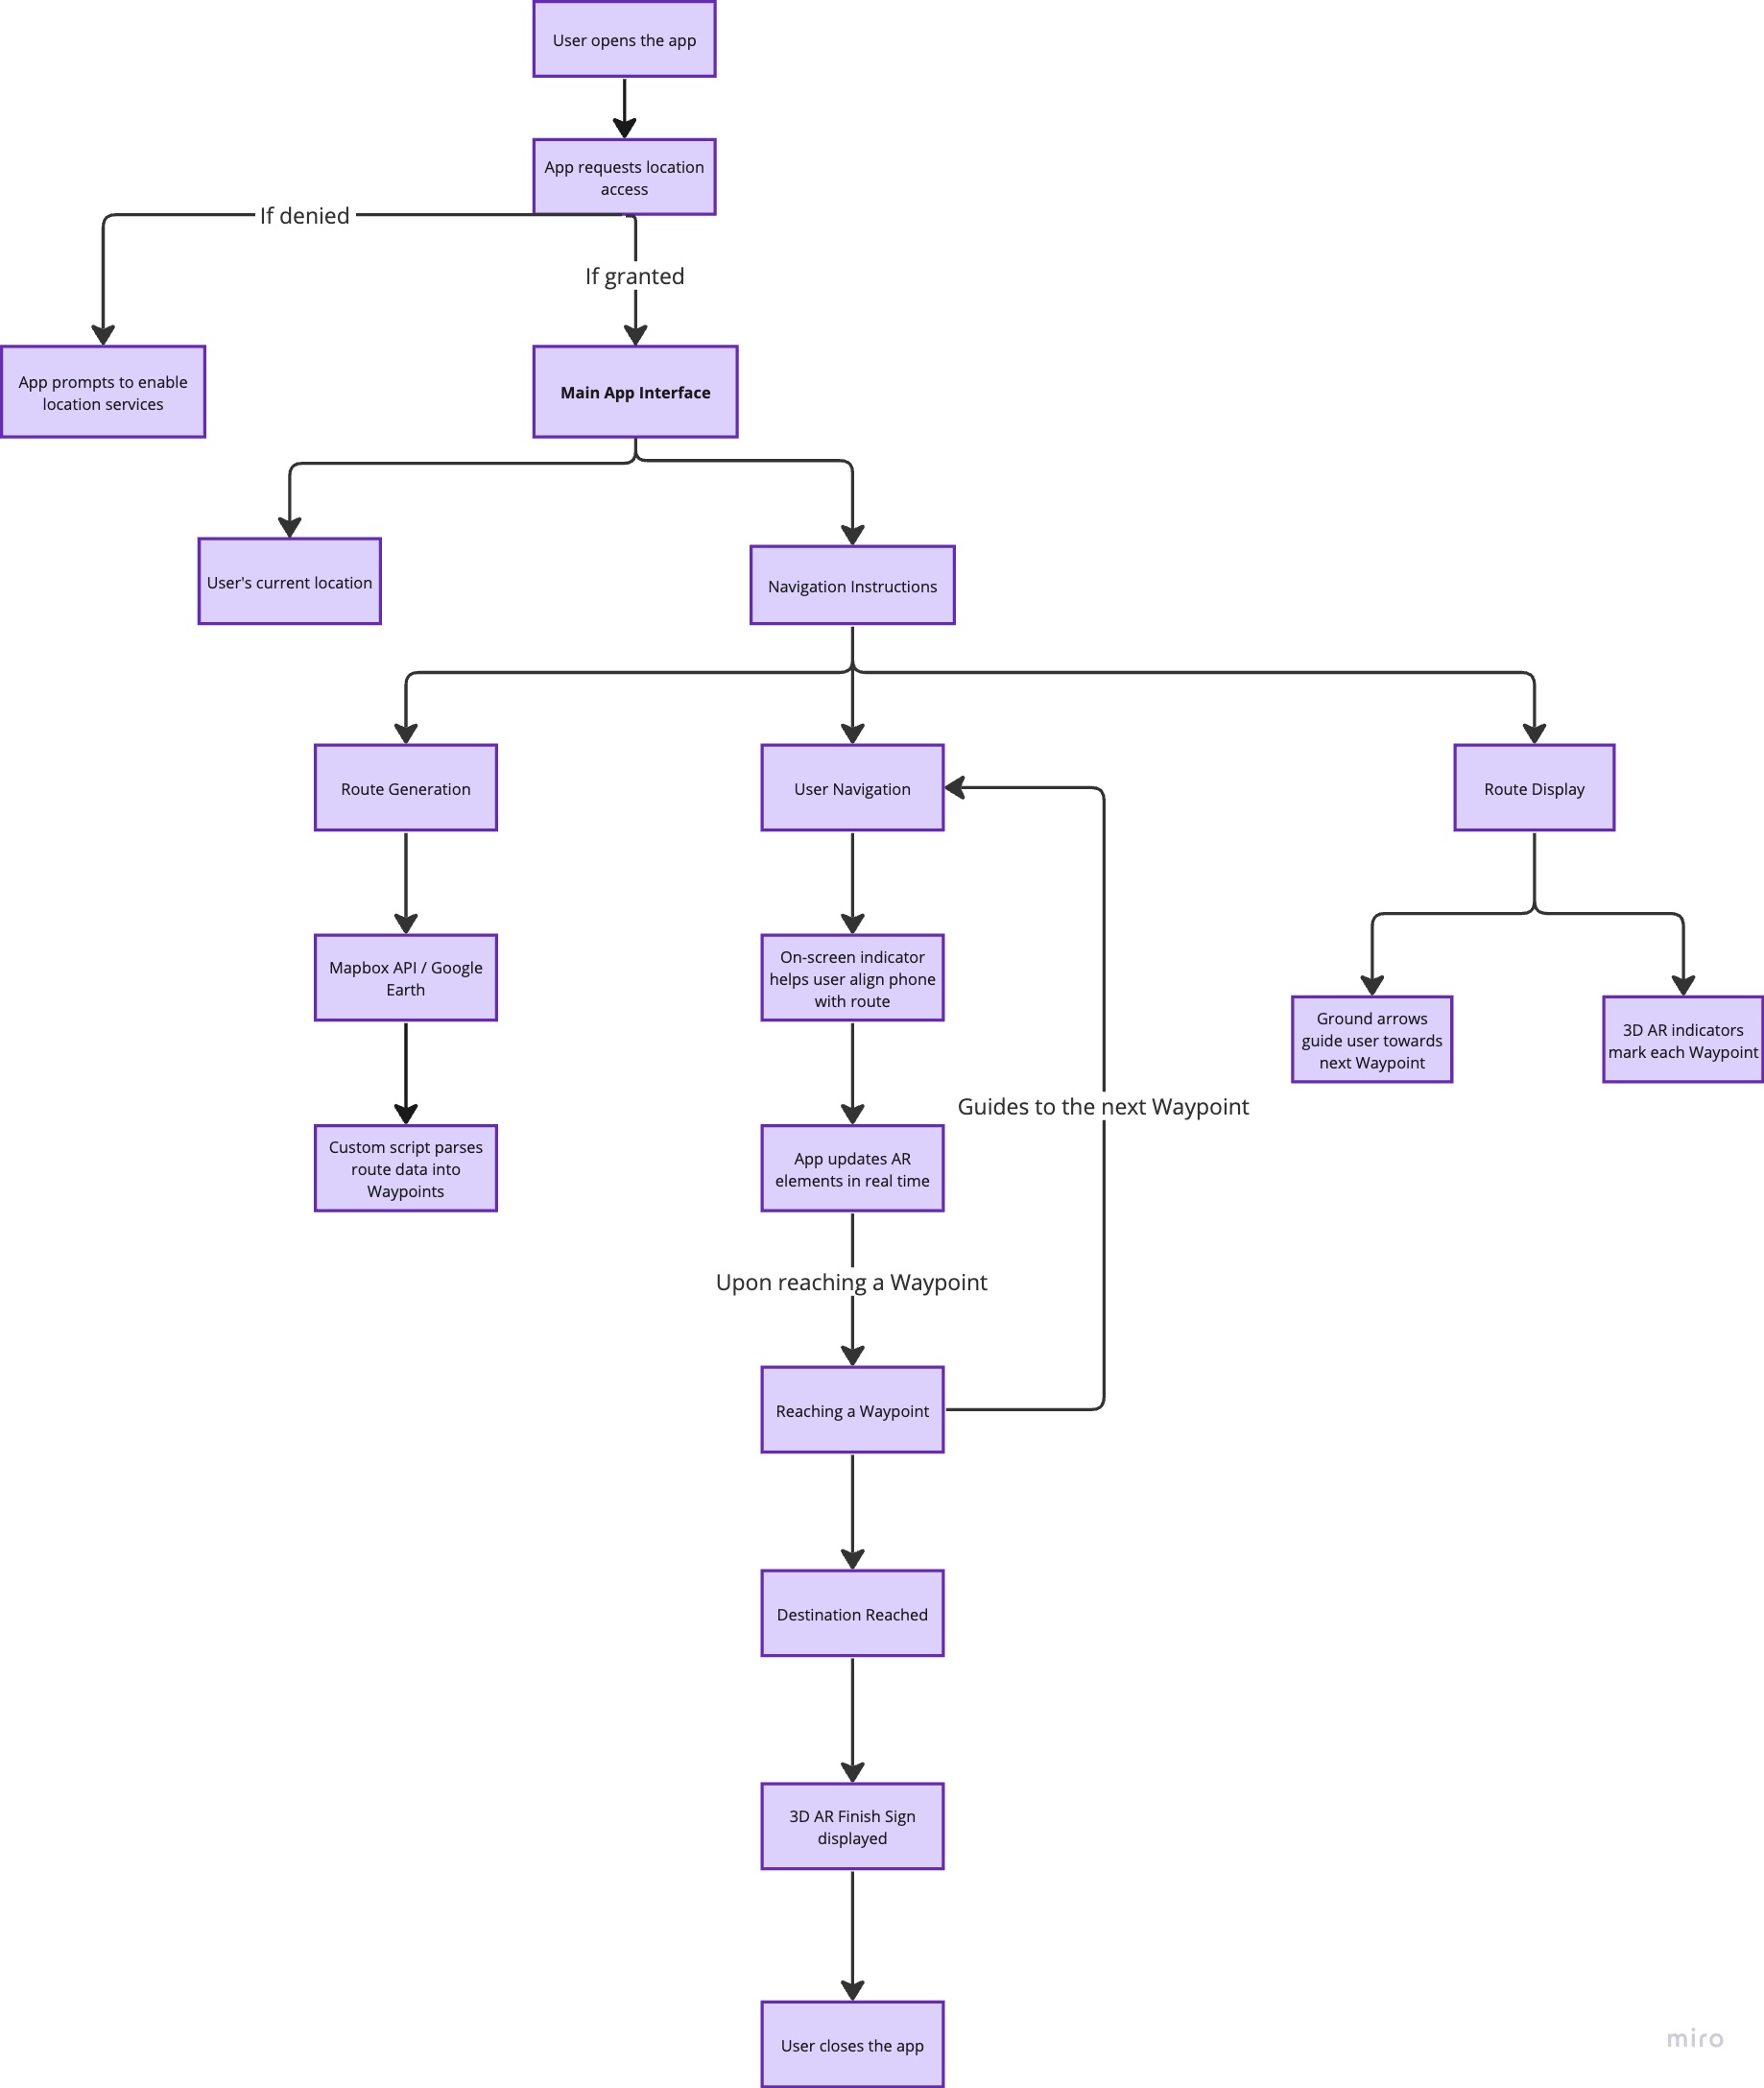 User opens the app
App requests location
access
If denied
If granted
App prompts to enable
location services
Main App Interface
User's current location
Navigation Instructions
Route Generation
User Navigation
Route Display
Mapbox API / Google
Earth
On-screen indicator
helps user align phone
with route
Ground arrows
guide user towards
next Waypoint
3D AR indicators
mark each Waypoint
Guides to the next Waypoint
Custom script parses
route data into
Waypoints
App updates AR
elements in real time
Upon reaching a Waypoint
Reaching a Waypoint
Destination Reached
3D AR Finish Sign
displayed
User closes the app
miro